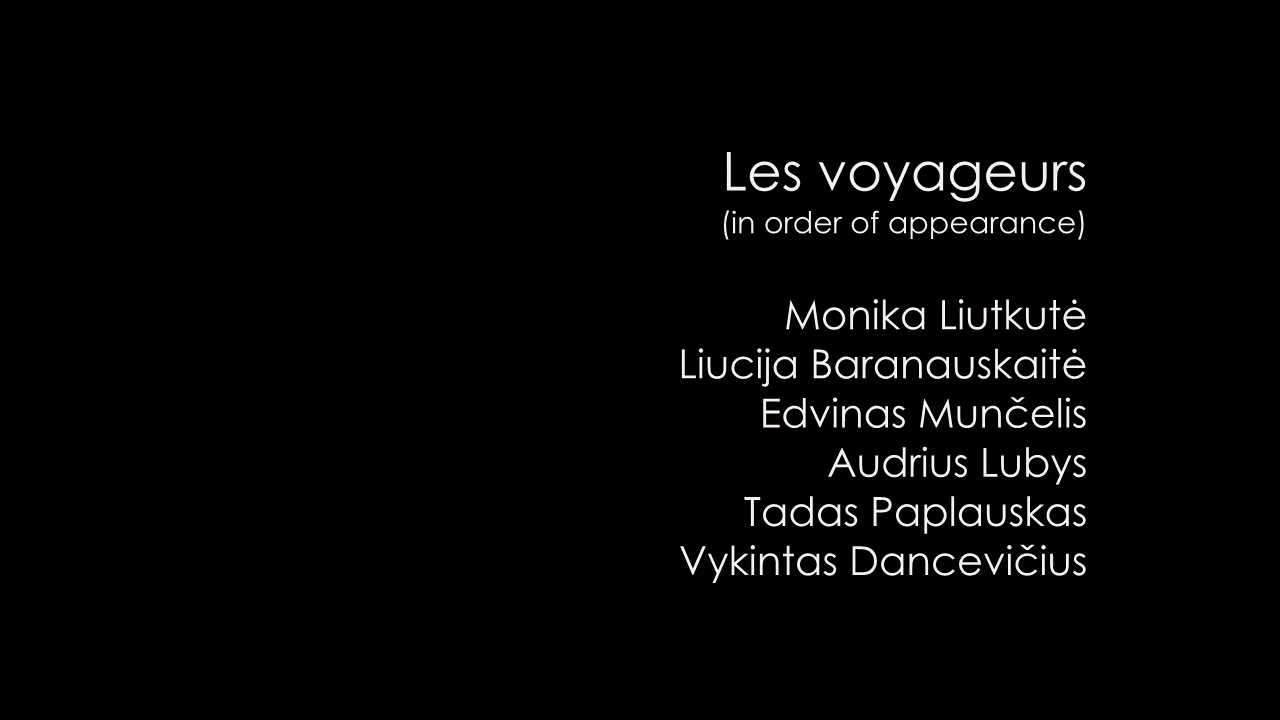 Les voyageurs
(in order of appearance)
Monika Liutkutė
Liucija Baranauskaitė
Edvinas Munčelis
Audrius Lubys
Tadas Paplauskas
Vykintas Dancevičius